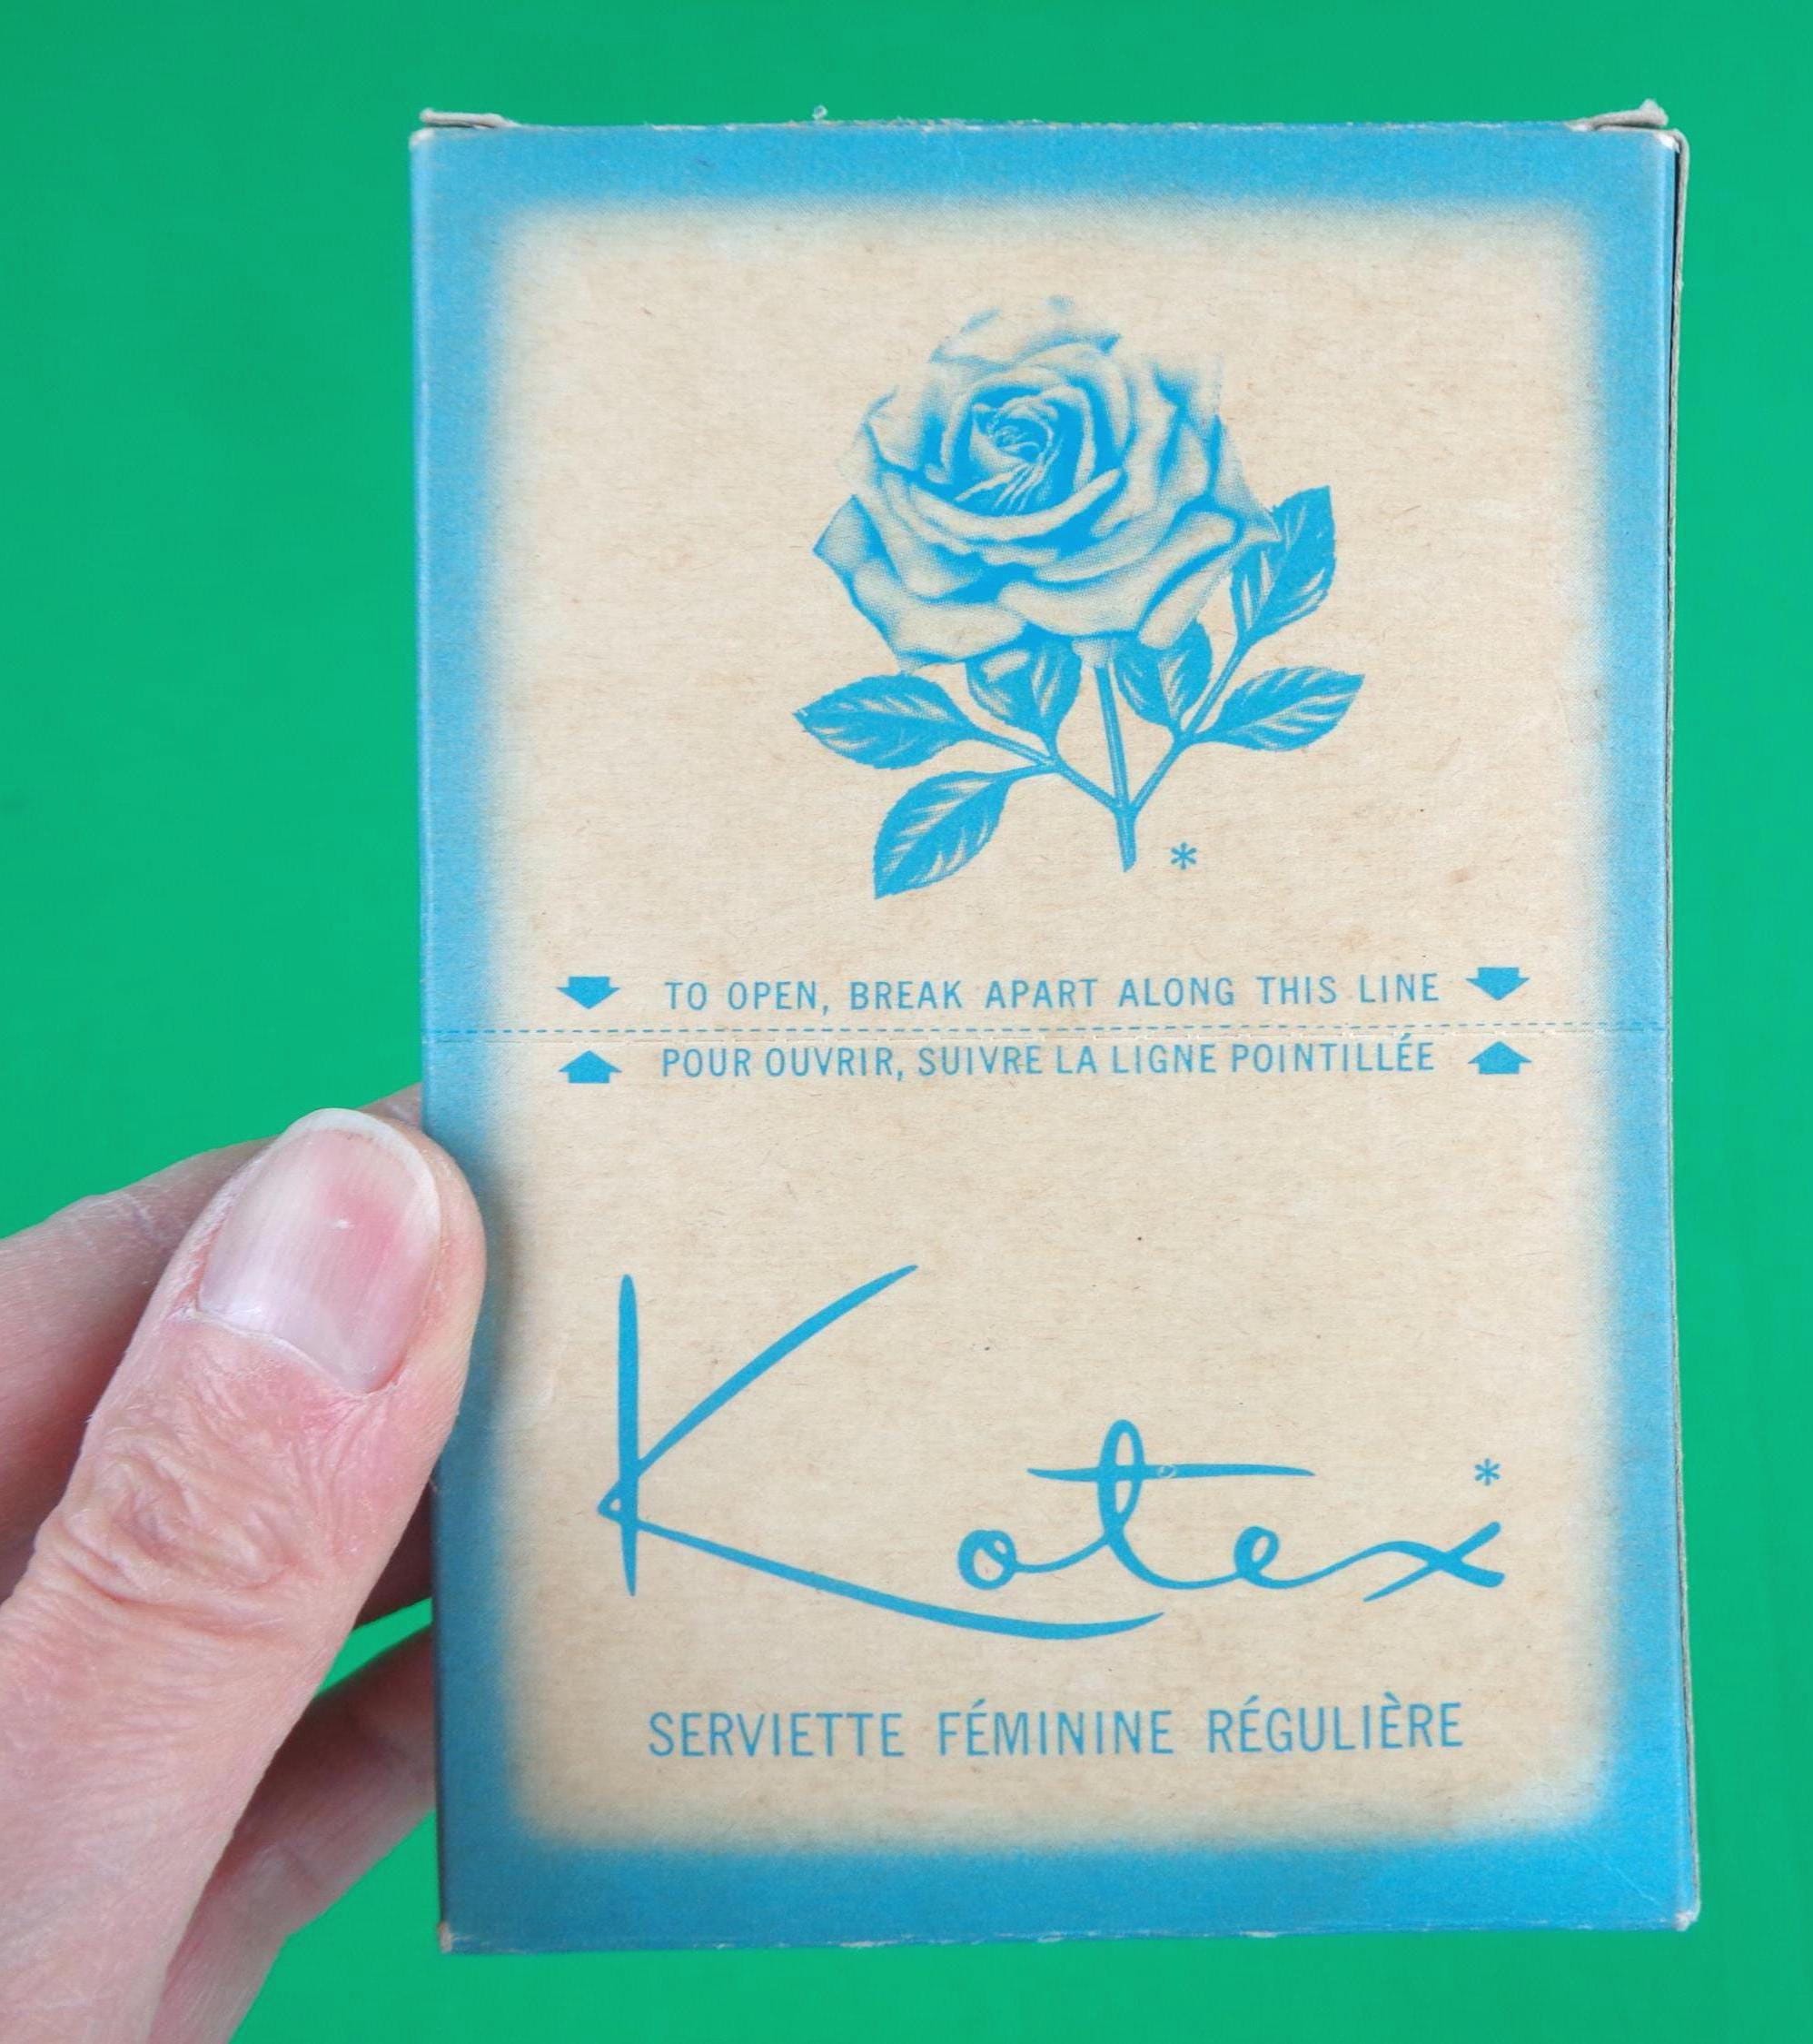 *
TO OPEN, BREAK APART ALONG THIS LINE
POUR OUVRIR, SUIVRE LA LIGNE POINTILLÉE
Kotex*
SERVIETTE FÉMININE RÉGULIÈRE